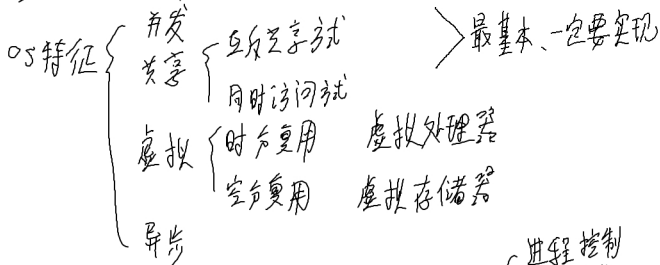 并发
OS特征
共享
互斥共享方式
最基本、一定要实现
同时访问式
虚拟
时分复用 虚拟处理器
空分复用 虚拟存储器
异步
进程控制